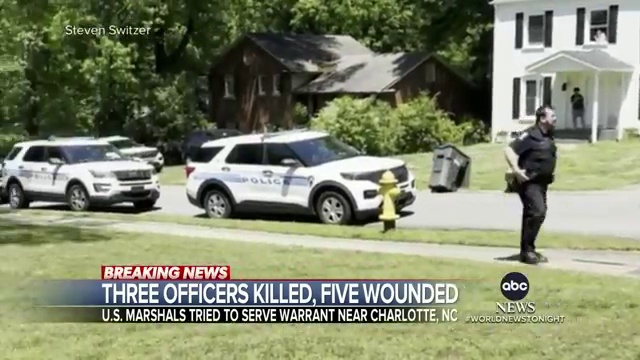 Steven Switzer
POLICE
BREAKING NEWS
THREE OFFICERS KILLED, FIVE WOUNDED
U.S. MARSHALS TRIED TO SERVE WARRANT NEAR CHARLOTTE, NC
abc
NEWS
#WORLDNEWSTONIGHT